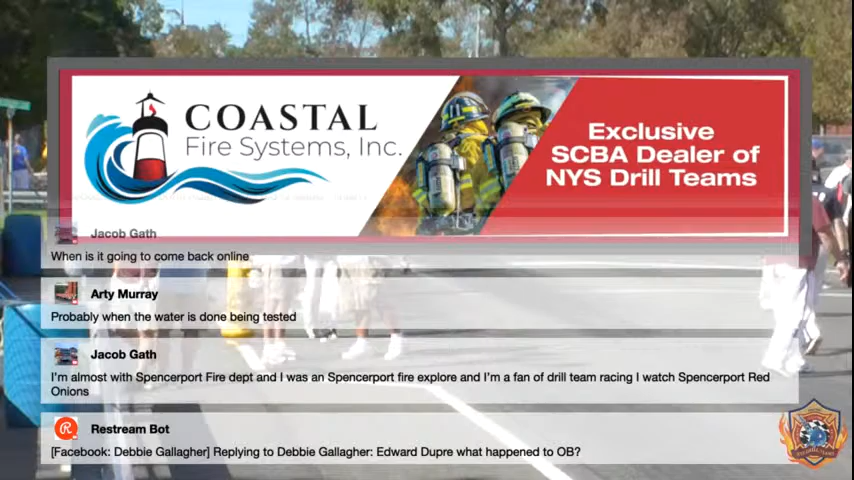 COASTAL
Fire Systems, Inc.
Exclusive
SCBA Dealer of
NYS Drill Teams
Jacob Gath
When is it going to come back online
Arty Murray
Probably when the water is done being tested
Jacob Gath
I'm almost with Spencerport Fire dept and I was an Spencerport fire explore and I'm a fan of drill team racing I watch Spencerport Red
Onions
Restream Bot
[Facebook: Debbie Gallagher] Replying to Debbie Gallagher: Edward Dupre what happened to OB?